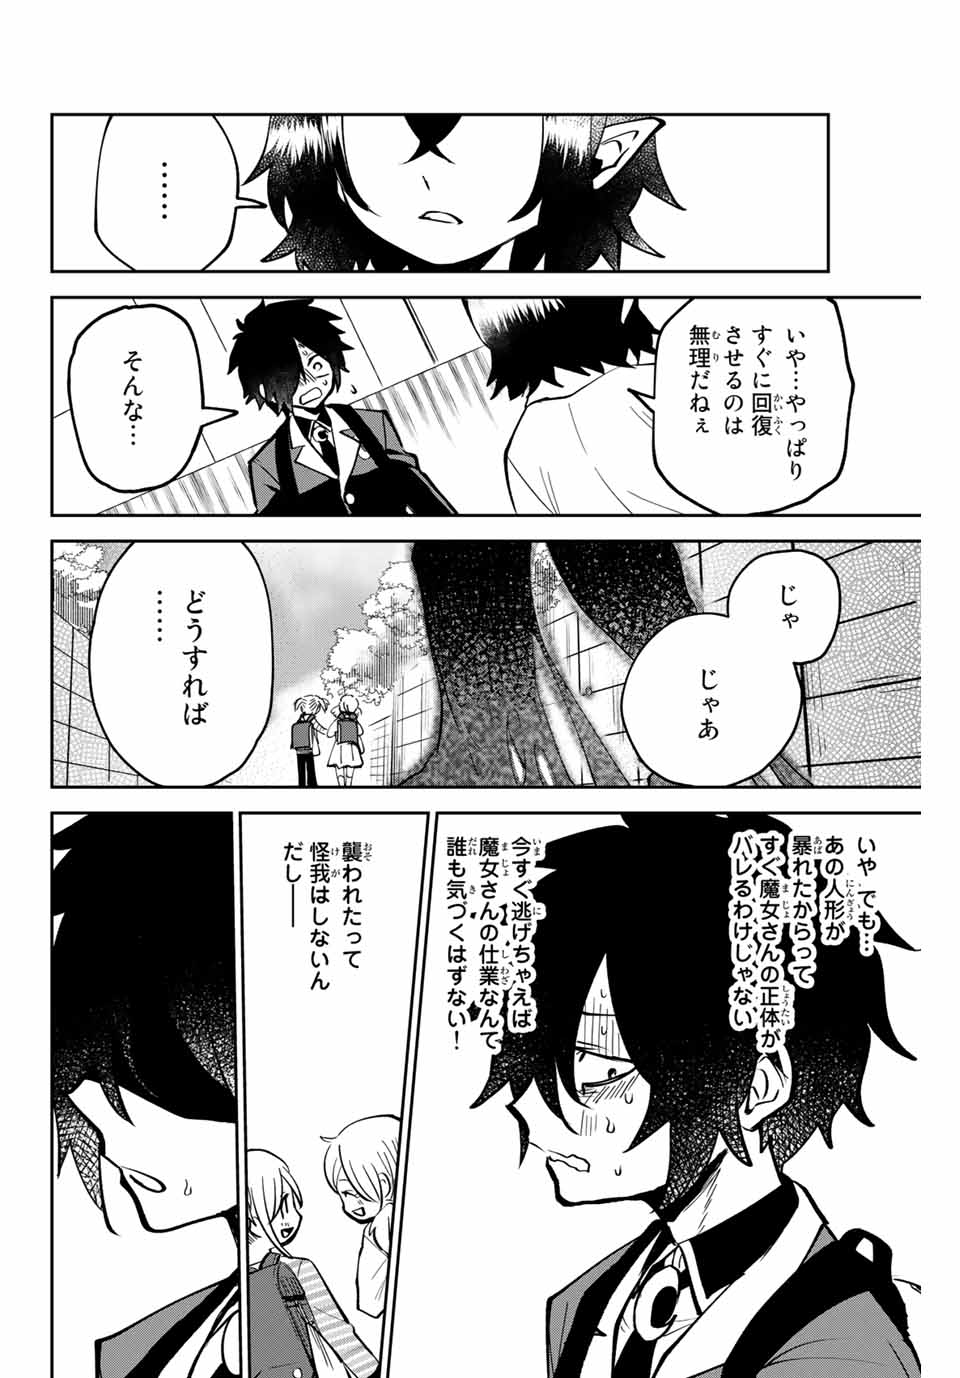 ……
いや…やっぱり
すぐに回復
させるのは
無理だねぇ
そんな…
じゃ
じゃあ
どうすれば
……
いや でも…
あの人形が
暴れたからって
すぐ魔女さんの正体が
バレるわけじゃない
今すぐ逃げちゃえば
魔女さんの仕業なんて
誰も気づくはずない！
襲われたって
怪我はしないん
だし──